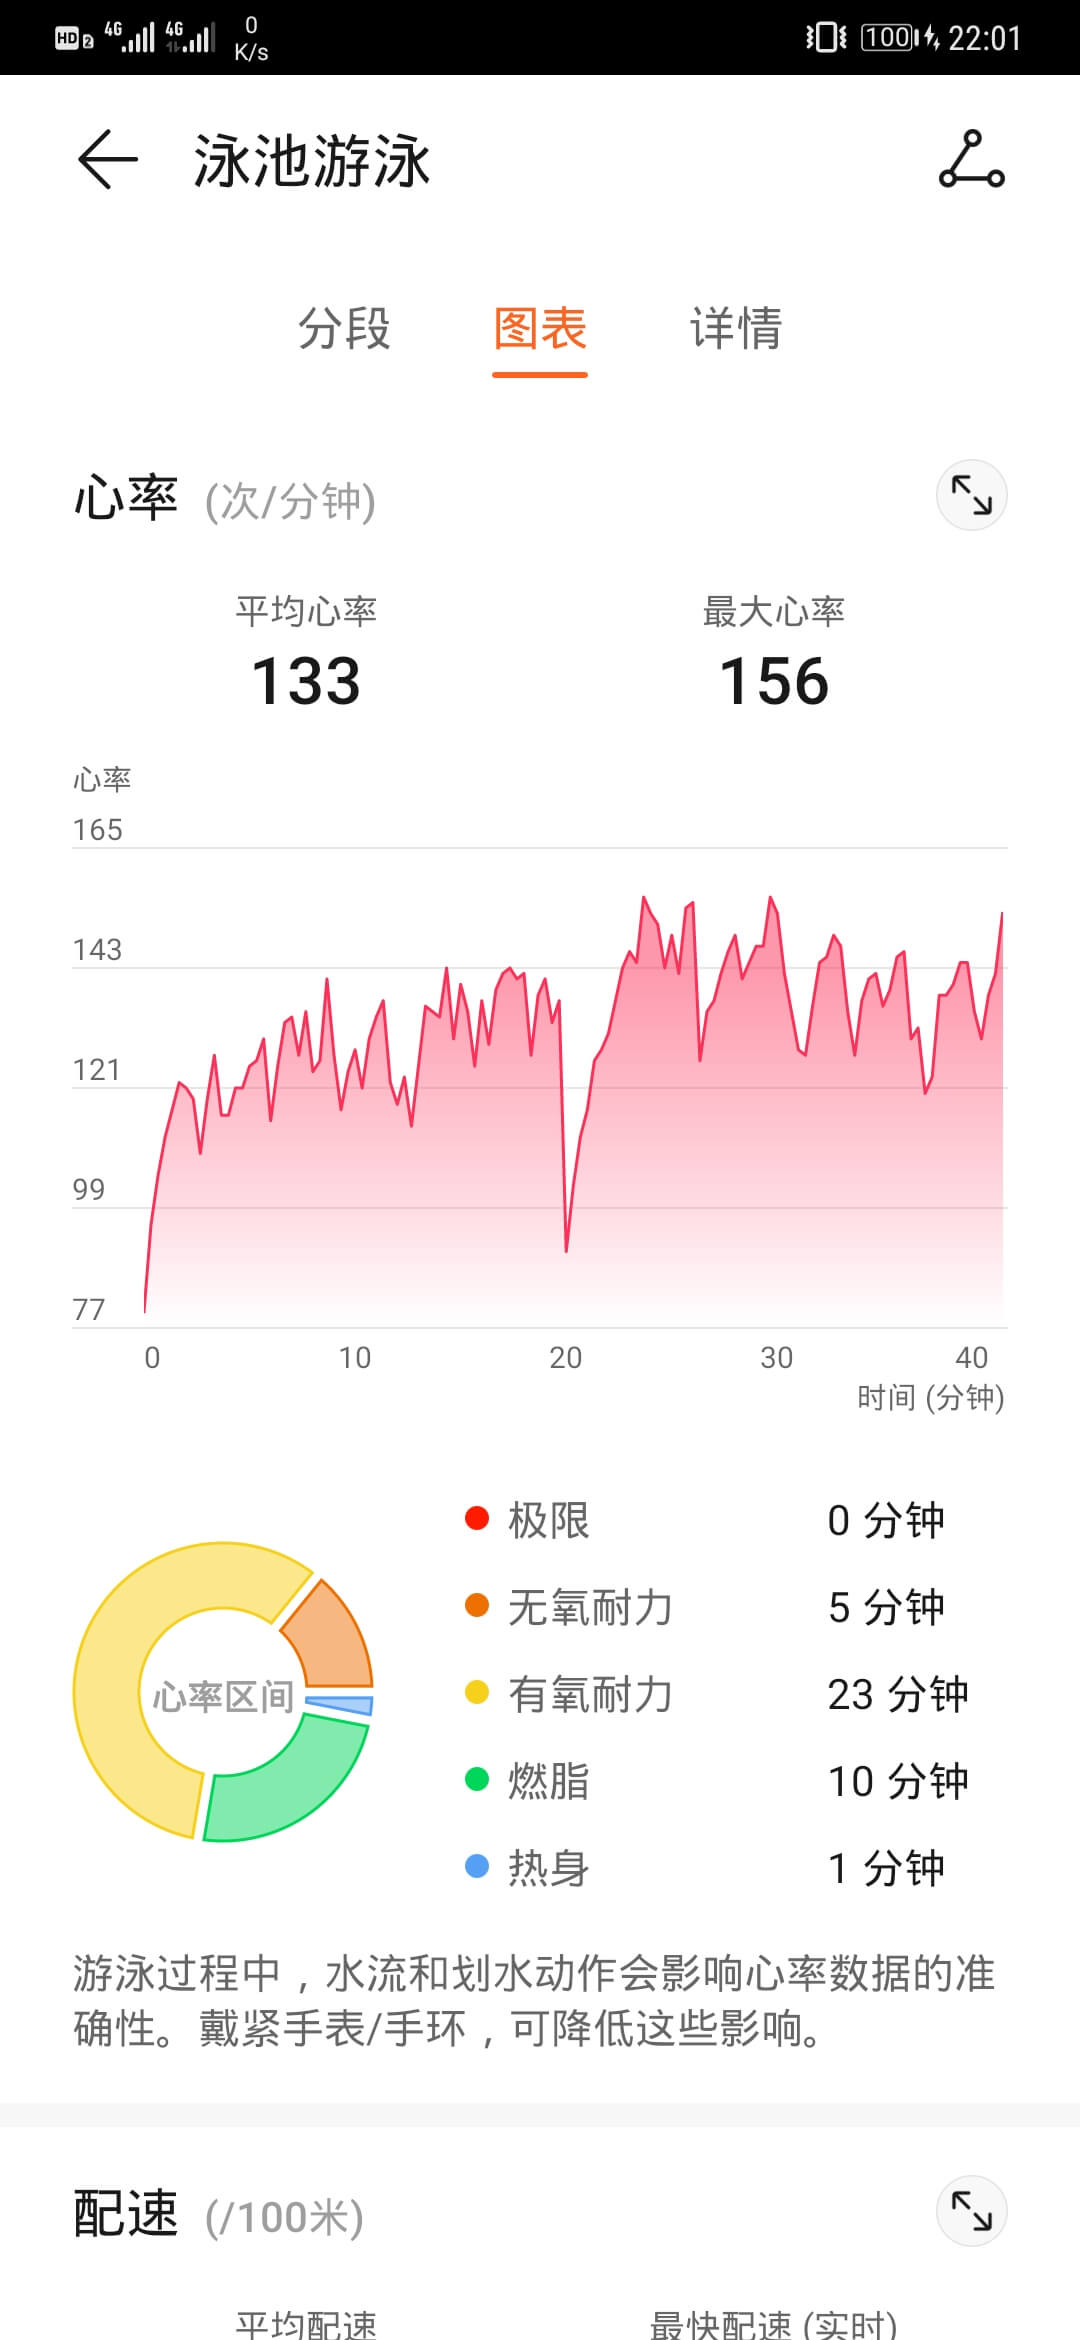 HD 2 4G 4G 0 K/s 100 22:01
泳池游泳
分段 图表 详情
心率 (次/分钟)
平均心率 最大心率
133 156
心率
165
143
121
99
77
0 10 20 30 40
时间 (分钟)
心率区间
极限 0 分钟
无氧耐力 5 分钟
有氧耐力 23 分钟
燃脂 10 分钟
热身 1 分钟
游泳过程中，水流和划水动作会影响心率数据的准
确性。戴紧手表/手环，可降低这些影响。
配速 (/100米)
平均配速 最快配速 (实时)